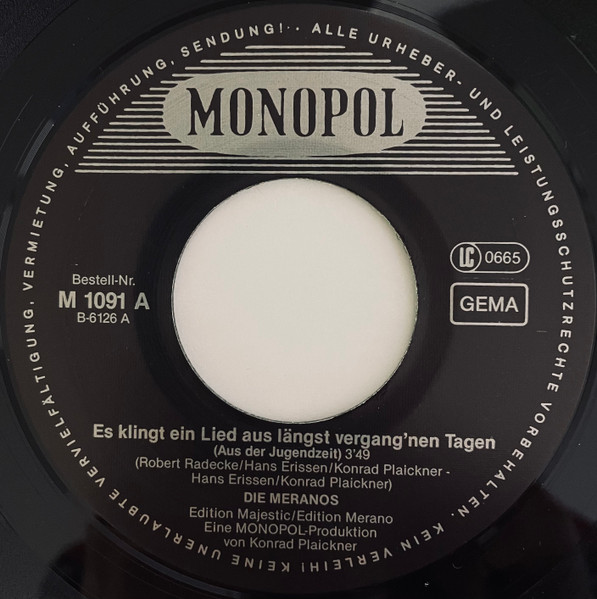 MONOPOL
ALLE URHEBER- UND LEISTUNGSSCHUTZRECHTE VORBEHALTEN. KEIN VERLEIH! KEINE UNERLAUBTE VERVIELFÄLTIGUNG, VERMIETUNG, AUFFÜHRUNG, SENDUNG!
LC 0665
GEMA
Bestell-Nr.
M 1091 A
B-6126 A
Es klingt ein Lied aus längst vergang'nen Tagen
(Aus der Jugendzeit) 3'49
(Robert Radecke/Hans Erissen/Konrad Plaickner -
Hans Erissen/Konrad Plaickner)
DIE MERANOS
Edition Majestic/Edition Merano
Eine MONOPOL-Produktion
von Konrad Plaickner